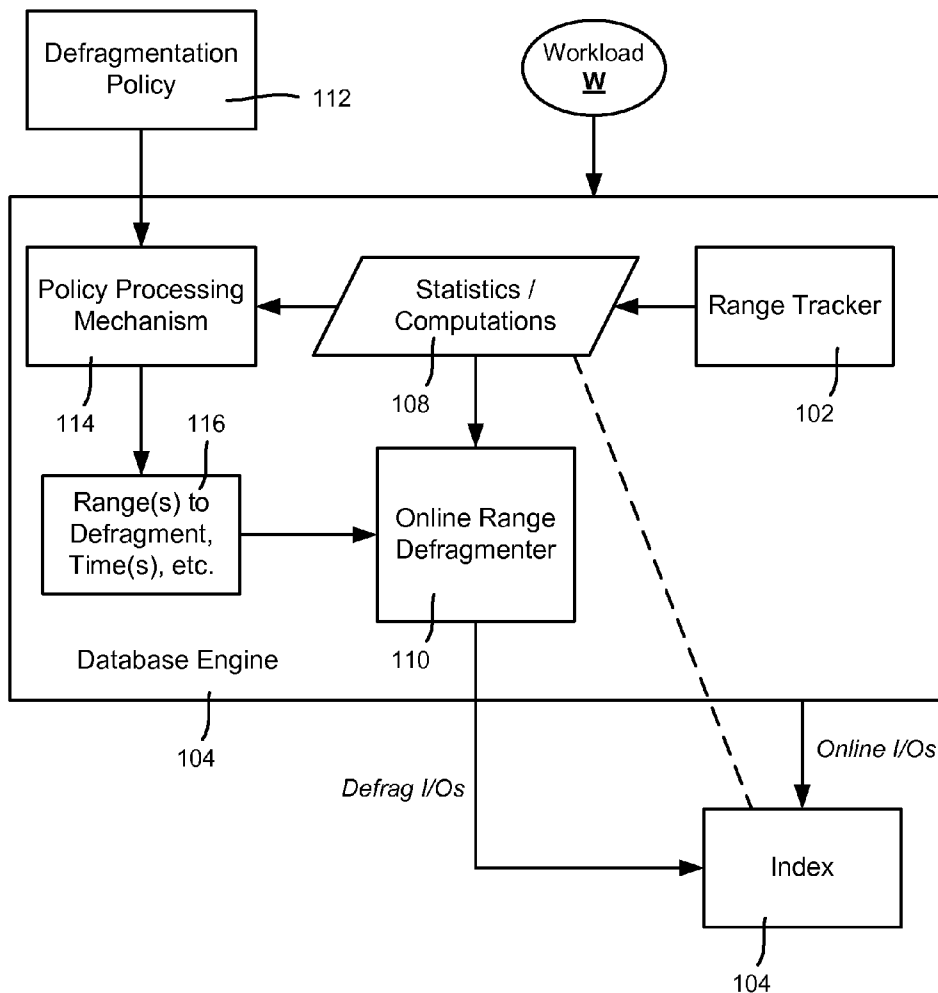 Defragmentation
Policy
112
Workload
W
Policy Processing
Mechanism
114
Statistics /
Computations
108
Range Tracker
102
116
Range(s) to
Defragment,
Time(s), etc.
Online Range
Defragmenter
110
Database Engine
104
Defrag I/Os
Online I/Os
Index
104